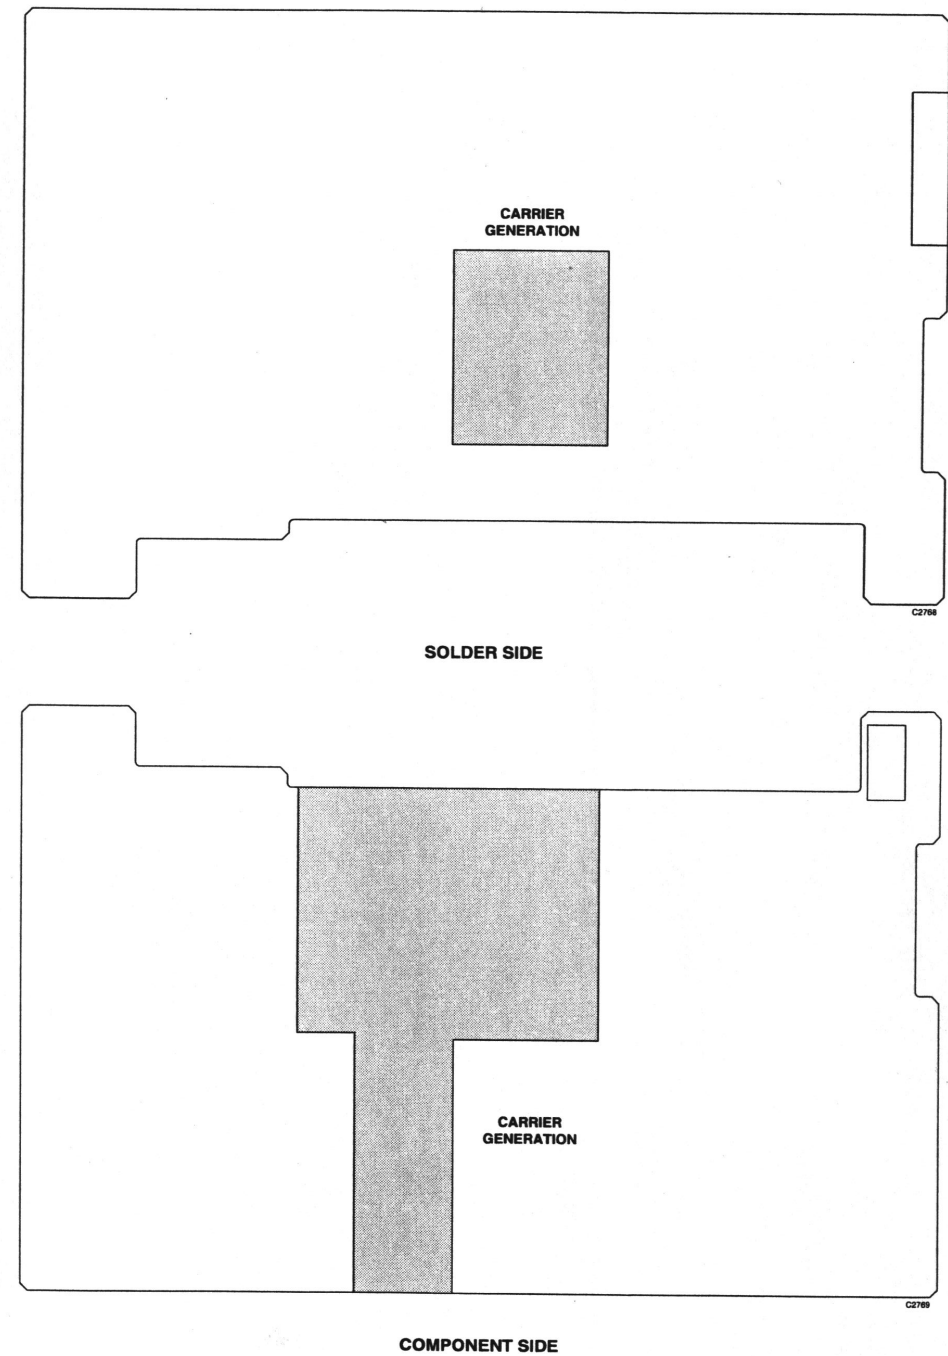 CARRIER
GENERATION
C2768
SOLDER SIDE
CARRIER
GENERATION
C2769
COMPONENT SIDE